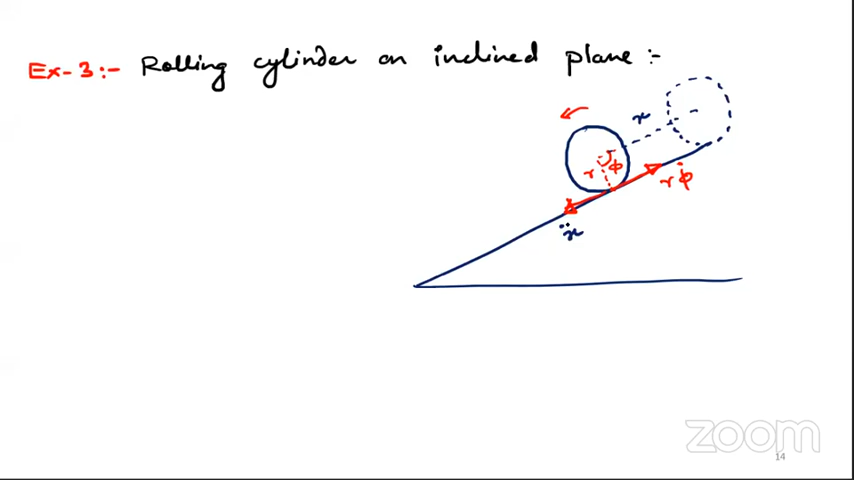 Ex-3:- Rolling cylinder on inclined plane :-
x
r ϕ
rϕ̇
ẍ
zoom
14